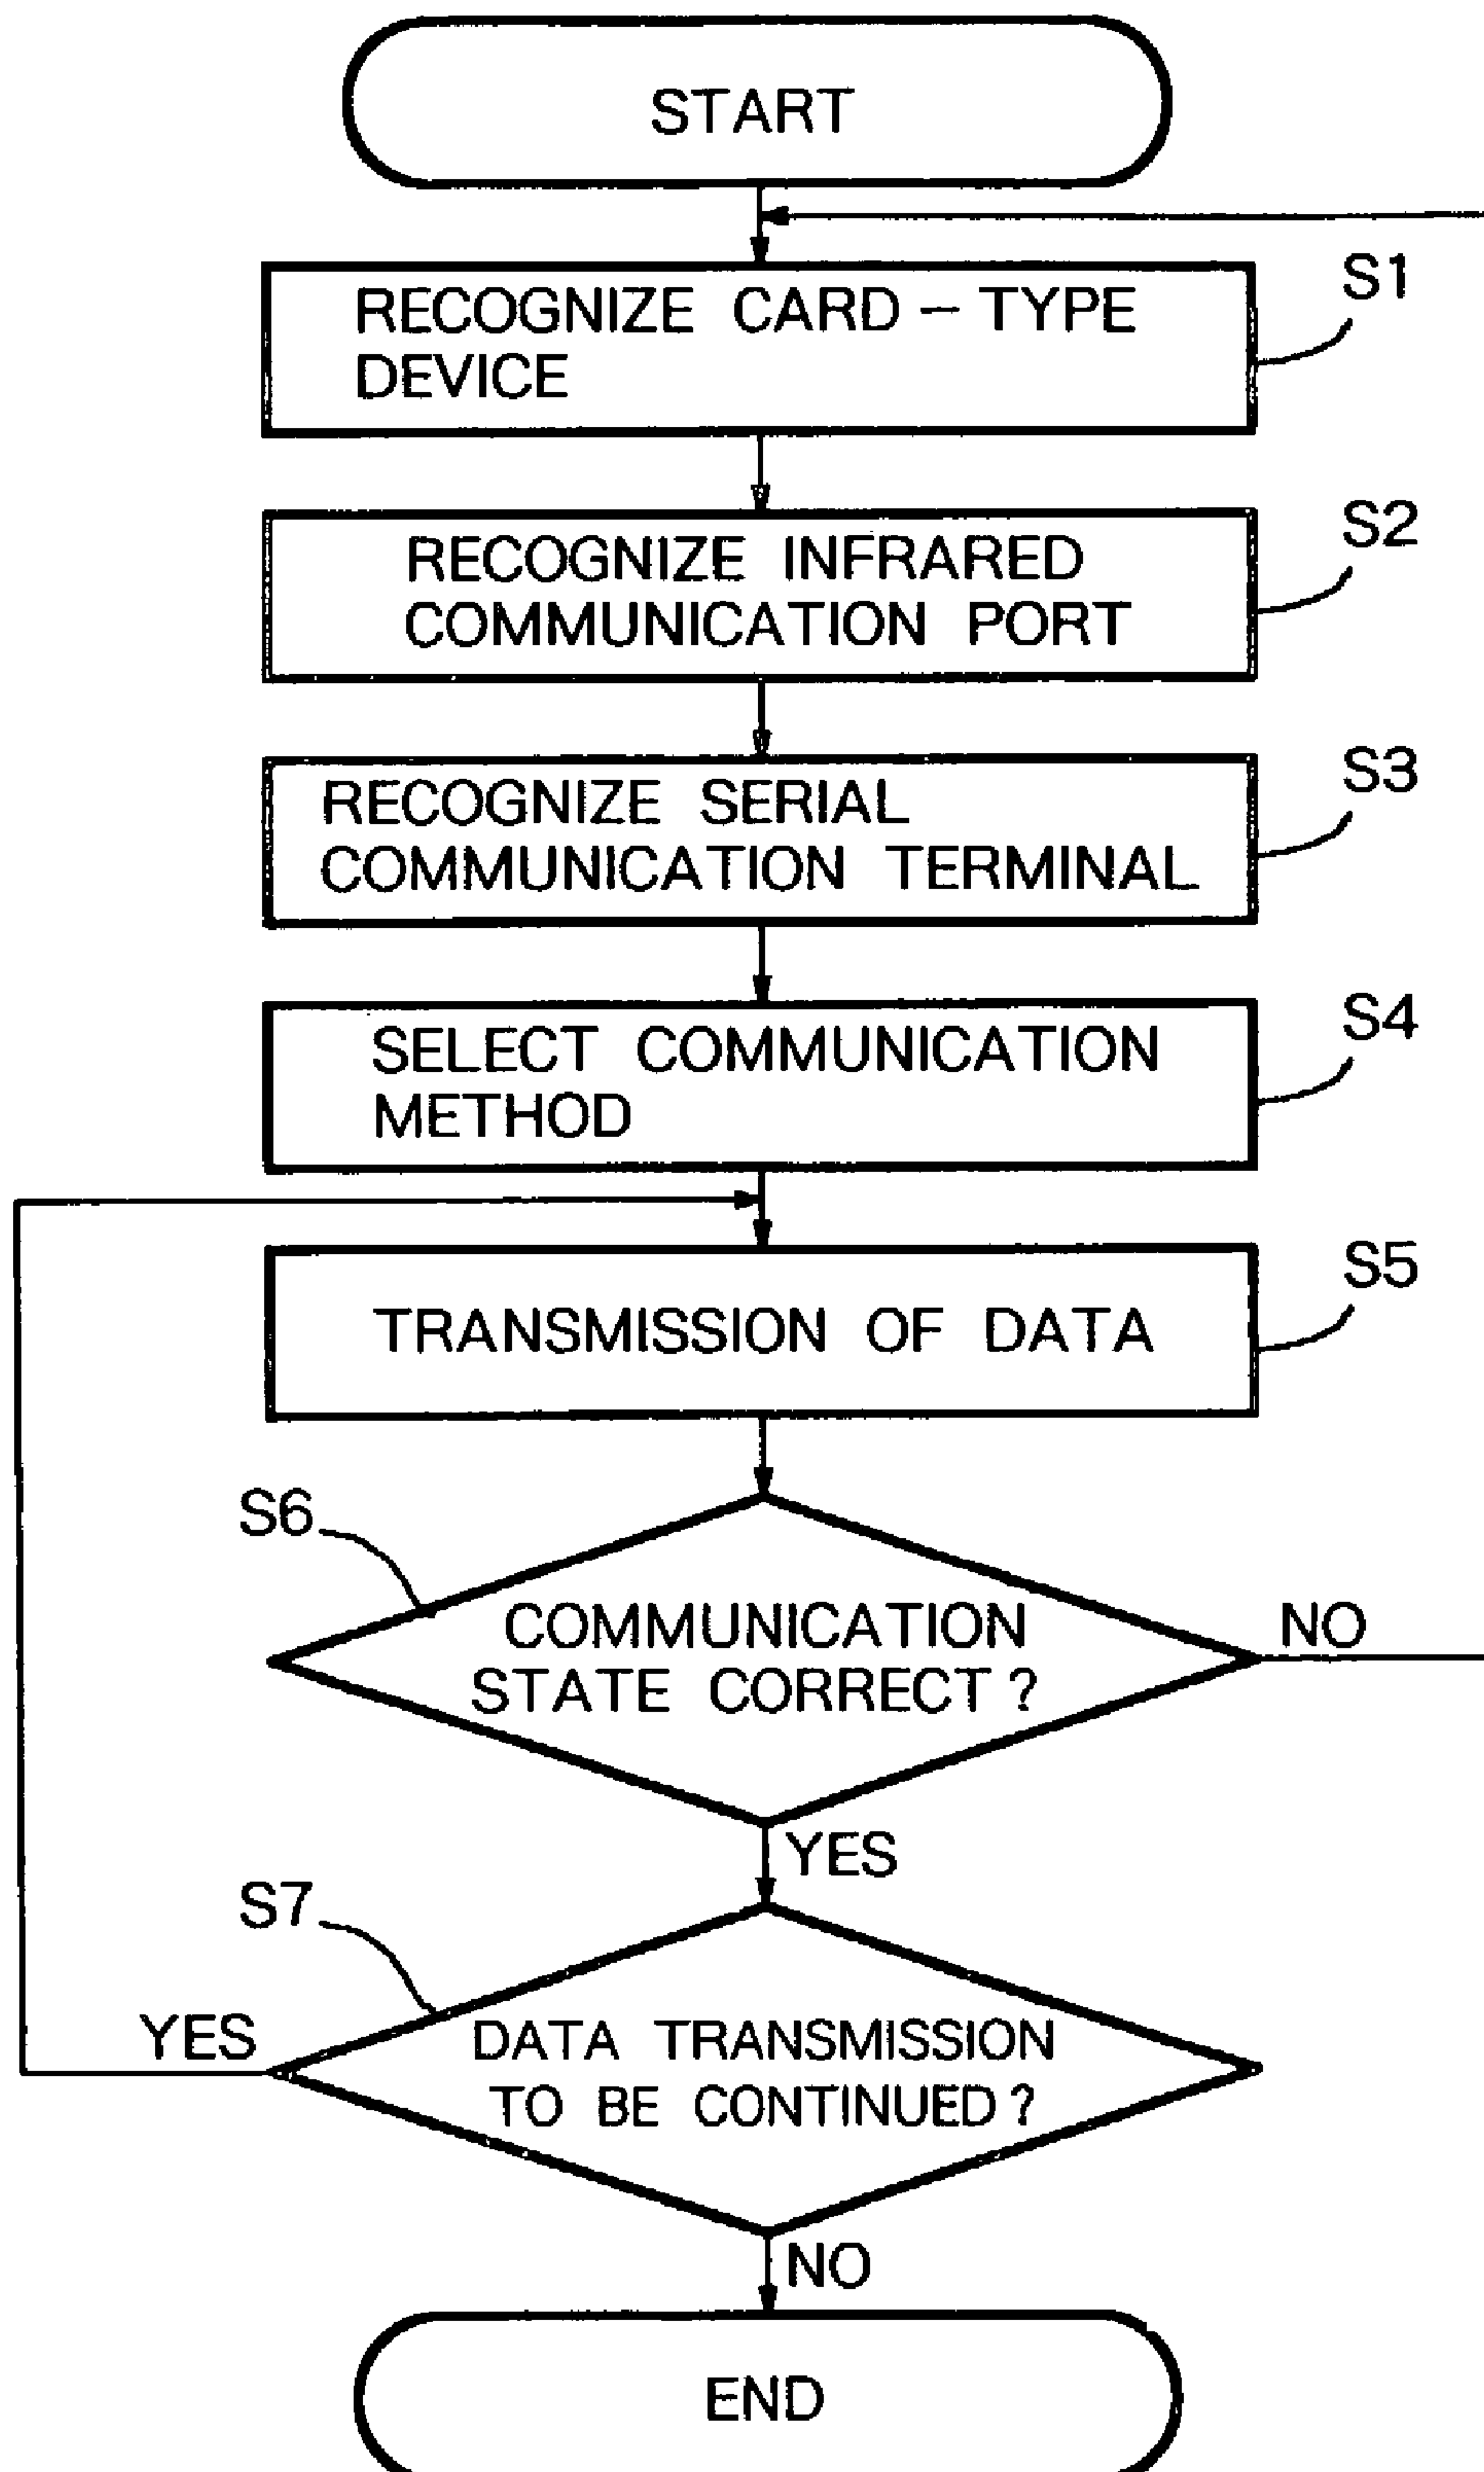 START
S1
RECOGNIZE CARD-TYPE
DEVICE
S2
RECOGNIZE INFRARED
COMMUNICATION PORT
S3
RECOGNIZE SERIAL
COMMUNICATION TERMINAL
S4
SELECT COMMUNICATION
METHOD
S5
TRANSMISSION OF DATA
S6
COMMUNICATION
STATE CORRECT?
NO
YES
S7
YES
DATA TRANSMISSION
TO BE CONTINUED?
NO
END